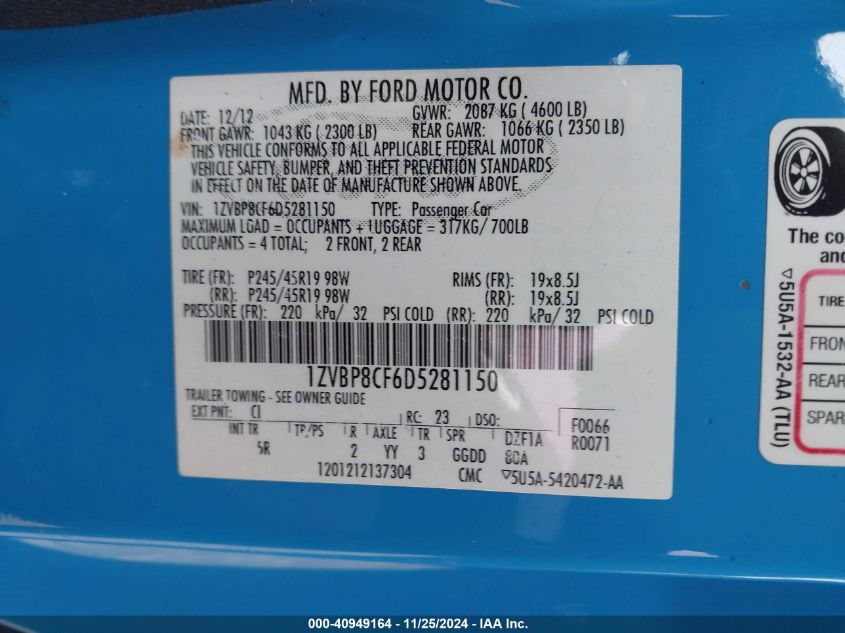 MFD. BY FORD MOTOR CO.
DATE: 12/12 GVWR: 2087 KG ( 4600 LB)
FRONT GAWR: 1043 KG ( 2300 LB) REAR GAWR: 1066 KG ( 2350 LB)
THIS VEHICLE CONFORMS TO ALL APPLICABLE FEDERAL MOTOR
VEHICLE SAFETY, BUMPER, AND THEFT PREVENTION STANDARDS
IN EFFECT ON THE DATE OF MANUFACTURE SHOWN ABOVE.
VIN: 1ZVBP8CF6D5281150 TYPE: Passenger Car
MAXIMUM LOAD = OCCUPANTS + LUGGAGE = 317KG/ 700LB
OCCUPANTS = 4 TOTAL; 2 FRONT, 2 REAR
TIRE (FR): P245/45R19 98W RIMS (FR): 19x8.5J
(RR): P245/45R19 98W (RR): 19x8.5J
PRESSURE (FR): 220 kPa/ 32 PSI COLD (RR): 220 kPa/ 32 PSI COLD
1ZVBP8CF6D5281150
TRAILER TOWING - SEE OWNER GUIDE
EXT PNT: CI RC: 23 DSO: F0066
INT TR TP/PS R AXLE TR SPR DZF1A R0071
5R 2 YY 3 GGDD 80A
1201212137304 CMC ▽5U5A-5420472-AA
The co
and
▽5U5A-1532-AA (TLU)
TIRE
FRON
REAR
SPAR
000-40949164 - 11/25/2024 - IAA Inc.